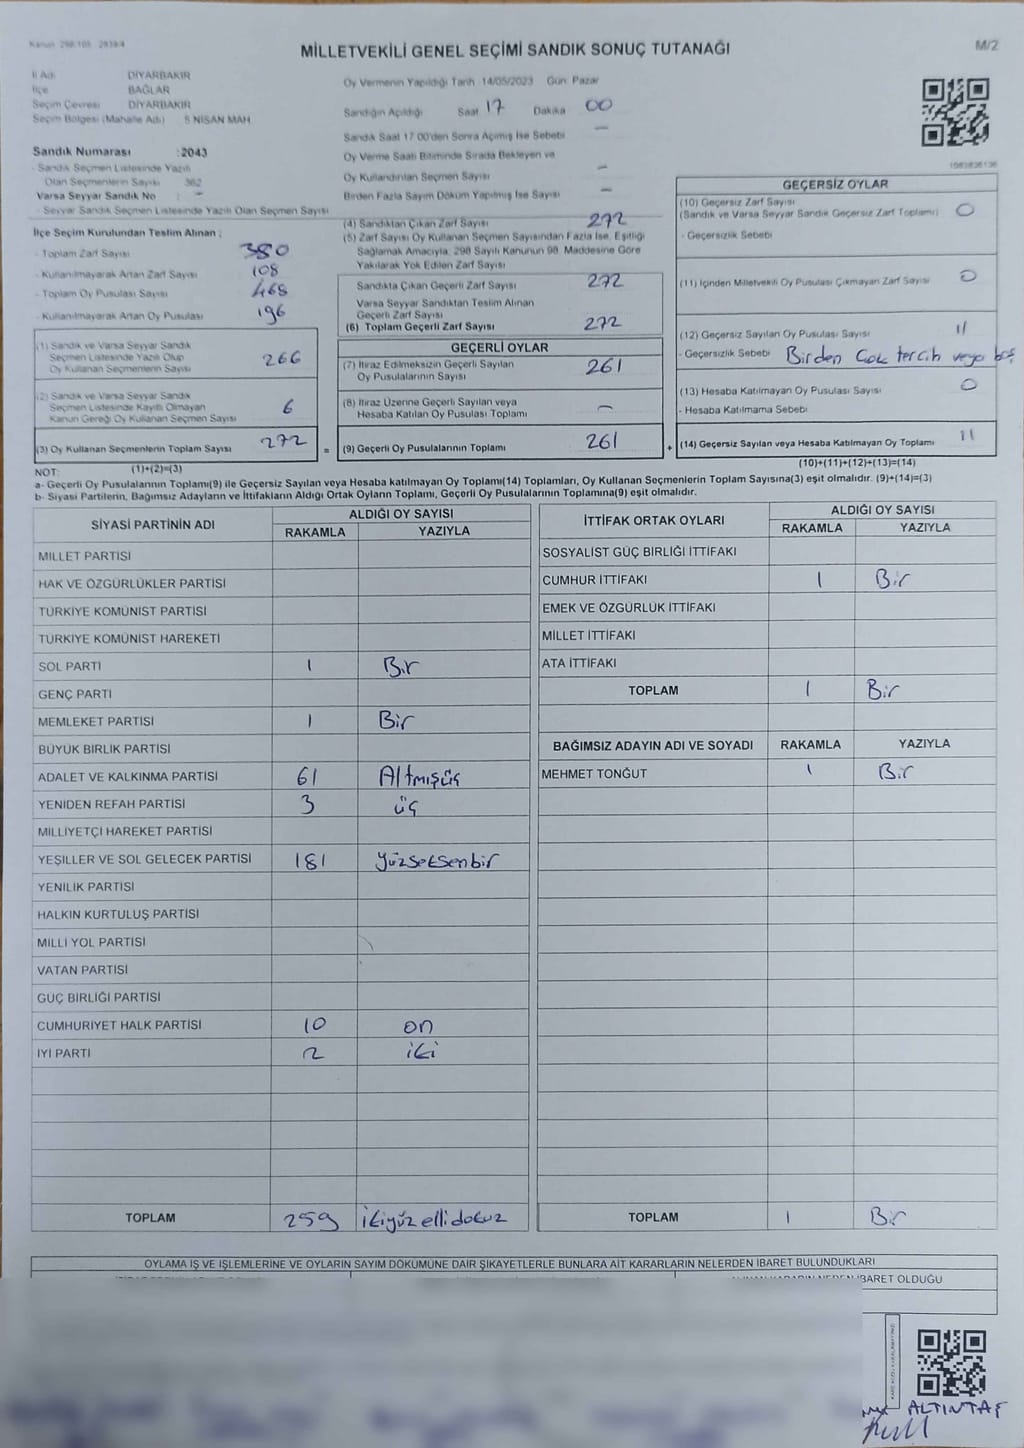 Kanun 298/105 2839/4
MİLLETVEKİLİ GENEL SEÇİMİ SANDIK SONUÇ TUTANAĞI
M/2
İl Adı DİYARBAKIR
İlçe BAĞLAR
Seçim Çevresi DİYARBAKIR
Seçim Bölgesi (Mahalle Adı) 5 NİSAN MAH
Sandık Numarası :2043
- Sandık Seçmen Listesinde Yazılı
Olan Seçmenlerin Sayısı 362
Varsa Seyyar Sandık No : -
- Seyyar Sandık Seçmen Listesinde Yazılı Olan Seçmen Sayısı
İlçe Seçim Kurulundan Teslim Alınan ;
- Toplam Zarf Sayısı 380
- Kullanılmayarak Artan Zarf Sayısı 108
- Toplam Oy Pusulası Sayısı 468
- Kullanılmayarak Artan Oy Pusulası 196
(1) Sandık ve Varsa Seyyar Sandık
Seçmen Listesinde Yazılı Olup
Oy Kullanan Seçmenlerin Sayısı 266
(2) Sandık ve Varsa Seyyar Sandık
Seçmen Listesinde Kayıtlı Olmayan
Kanun Gereği Oy Kullanan Seçmen Sayısı 6
(3) Oy Kullanan Seçmenlerin Toplam Sayısı 272
(1)+(2)=(3)
Oy Vermenin Yapıldığı Tarih 14/05/2023 Gün: Pazar
Sandığın Açıldığı Saat 17 Dakika 00
Sandık Saat 17.00'den Sonra Açımış İse Sebebi —
Oy Verme Saati Bitiminde Sırada Bekleyen ve
Oy Kullandırılan Seçmen Sayısı —
Birden Fazla Sayım Döküm Yapılmış İse Sayısı —
(4) Sandıktan Çıkan Zarf Sayısı 272
(5) Zarf Sayısı Oy Kullanan Seçmen Sayısından Fazla İse, Eşitliği
Sağlamak Amacıyla, 298 Sayılı Kanunun 98. Maddesine Göre
Yakılarak Yok Edilen Zarf Sayısı
Sandıkta Çıkan Geçerli Zarf Sayısı 272
Varsa Seyyar Sandıktan Teslim Alınan
Geçerli Zarf Sayısı
(6) Toplam Geçerli Zarf Sayısı 272
GEÇERLİ OYLAR
(7) İtiraz Edilmeksizin Geçerli Sayılan
Oy Pusulalarının Sayısı 261
(8) İtiraz Üzerine Geçerli Sayılan veya
Hesaba Katılan Oy Pusulası Toplamı —
= (9) Geçerli Oy Pusulalarının Toplamı 261 +
1983836136
GEÇERSİZ OYLAR
(10) Geçersiz Zarf Sayısı
(Sandık ve Varsa Seyyar Sandık Geçersiz Zarf Toplamı) 0
- Geçersizlik Sebebi
(11) İçinden Milletvekili Oy Pusulası Çıkmayan Zarf Sayısı 0
(12) Geçersiz Sayılan Oy Pusulası Sayısı 11
- Geçersizlik Sebebi Birden Çok tercih veya boş
(13) Hesaba Katılmayan Oy Pusulası Sayısı 0
- Hesaba Katılmama Sebebi
(14) Geçersiz Sayılan veya Hesaba Katılmayan Oy Toplamı 11
(10)+(11)+(12)+(13)=(14)
NOT:
a- Geçerli Oy Pusulalarının Toplamı(9) ile Geçersiz Sayılan veya Hesaba katılmayan Oy Toplamı(14) Toplamları, Oy Kullanan Seçmenlerin Toplam Sayısına(3) eşit olmalıdır. (9)+(14)=(3)
b- Siyasi Partilerin, Bağımsız Adayların ve İttifakların Aldığı Ortak Oyların Toplamı, Geçerli Oy Pusulalarının Toplamına(9) eşit olmalıdır.
SİYASİ PARTİNİN ADI ALDIĞI OY SAYISI
RAKAMLA YAZIYLA
MİLLET PARTİSİ
HAK VE ÖZGÜRLÜKLER PARTİSİ
TÜRKİYE KOMÜNİST PARTİSİ
TÜRKİYE KOMÜNİST HAREKETİ
SOL PARTİ 1 Bir
GENÇ PARTİ
MEMLEKET PARTİSİ 1 Bir
BÜYÜK BİRLİK PARTİSİ
ADALET VE KALKINMA PARTİSİ 61 Altmışüç
YENİDEN REFAH PARTİSİ 3 üç
MİLLİYETÇİ HAREKET PARTİSİ
YEŞİLLER VE SOL GELECEK PARTİSİ 181 yüzseksenbir
YENİLİK PARTİSİ
HALKIN KURTULUŞ PARTİSİ
MİLLİ YOL PARTİSİ
VATAN PARTİSİ
GÜÇ BİRLİĞİ PARTİSİ
CUMHURİYET HALK PARTİSİ 10 on
İYİ PARTİ 2 iki
TOPLAM 259 ikiyüz ellidokuz
İTTİFAK ORTAK OYLARI ALDIĞI OY SAYISI
RAKAMLA YAZIYLA
SOSYALİST GÜÇ BİRLİĞİ İTTİFAKI
CUMHUR İTTİFAKI 1 Bir
EMEK VE ÖZGÜRLÜK İTTİFAKI
MİLLET İTTİFAKI
ATA İTTİFAKI
TOPLAM 1 Bir
BAĞIMSIZ ADAYIN ADI VE SOYADI RAKAMLA YAZIYLA
MEHMET TONĞUT 1 Bir
TOPLAM 1 Bir
OYLAMA İŞ VE İŞLEMLERİNE VE OYLARIN SAYIM DÖKÜMÜNE DAİR ŞİKAYETLERLE BUNLARA AİT KARARLARIN NELERDEN İBARET BULUNDUKLARI
İBARET OLDUĞU
ALTINTAŞ